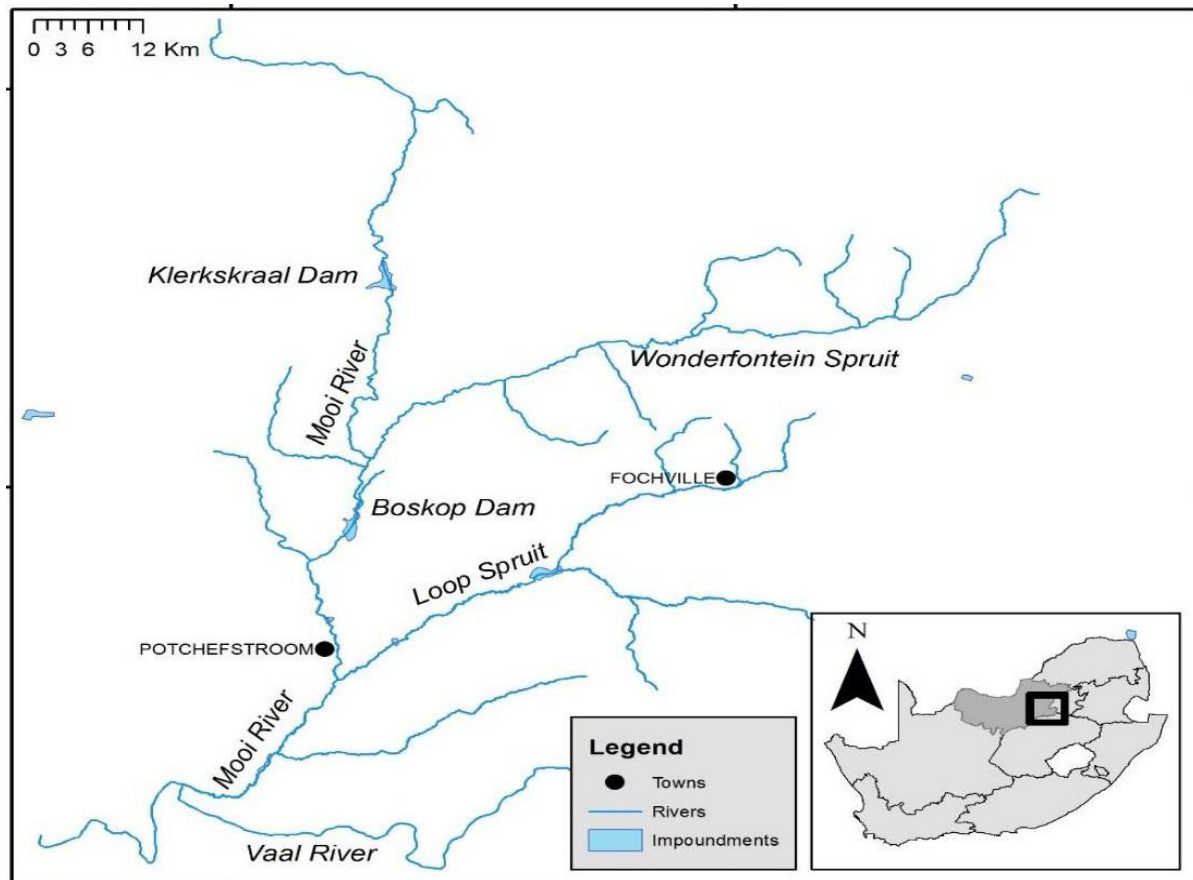 0 3 6 12 Km
Klerkskraal Dam
Mooi River
Wonderfontein Spruit
FOCHVILLE
Boskop Dam
Loop Spruit
POTCHEFSTROOM
Mooi River
Vaal River
Legend
Towns
Rivers
Impoundments
N